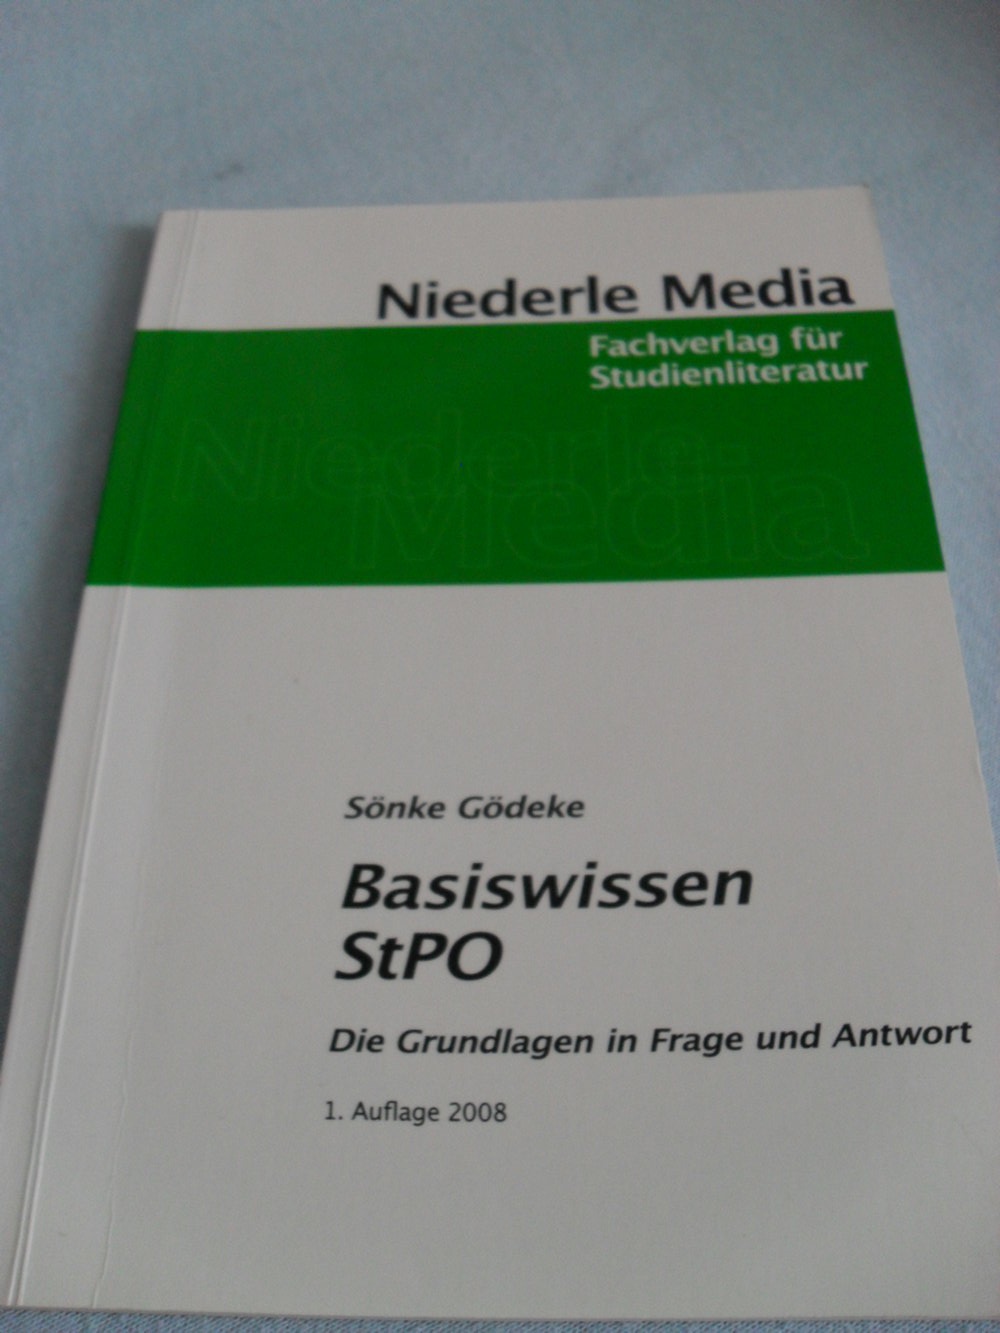 Niederle Media
Fachverlag für
Studienliteratur
Niederle
Media
Sönke Gödeke
Basiswissen
StPO
Die Grundlagen in Frage und Antwort
1. Auflage 2008